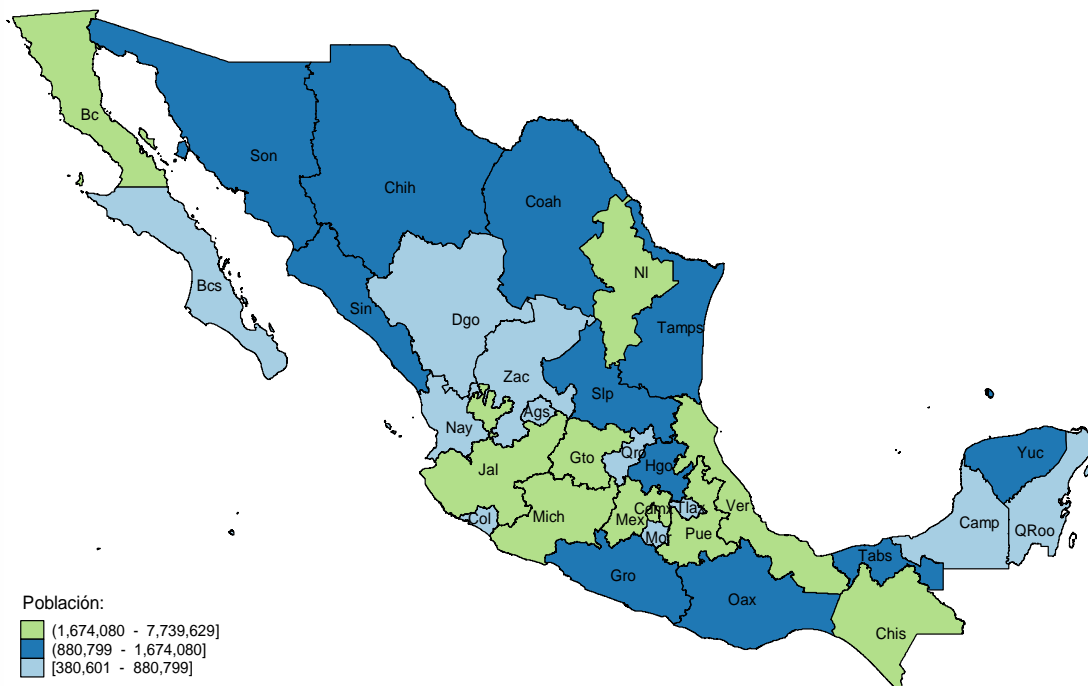 Bc
Son
Chih
Coah
Nl
Bcs
Sin
Dgo
Tamps
Zac
Slp
Nay
Ags
Jal
Gto
Qro
Hgo
Yuc
Col
Mich
Mex
Cdmx
Tlax
Ver
Mor
Pue
Camp
QRoo
Tabs
Gro
Oax
Chis
Población:
(1,674,080 - 7,739,629]
(880,799 - 1,674,080]
[380,601 - 880,799]